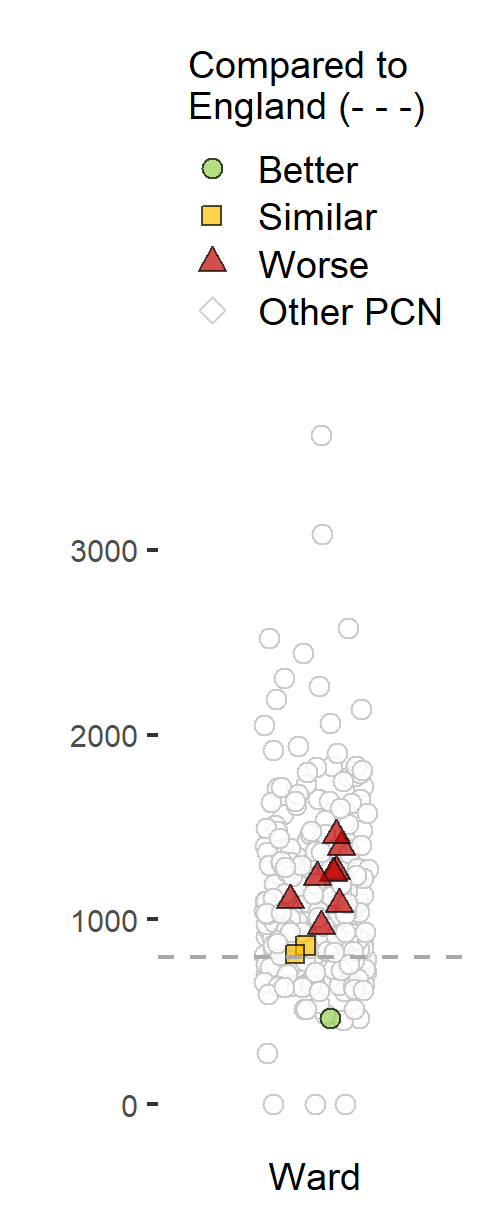 Compared to
England (- - -)
Better
Similar
Worse
Other PCN
3000
2000
1000
0
Ward